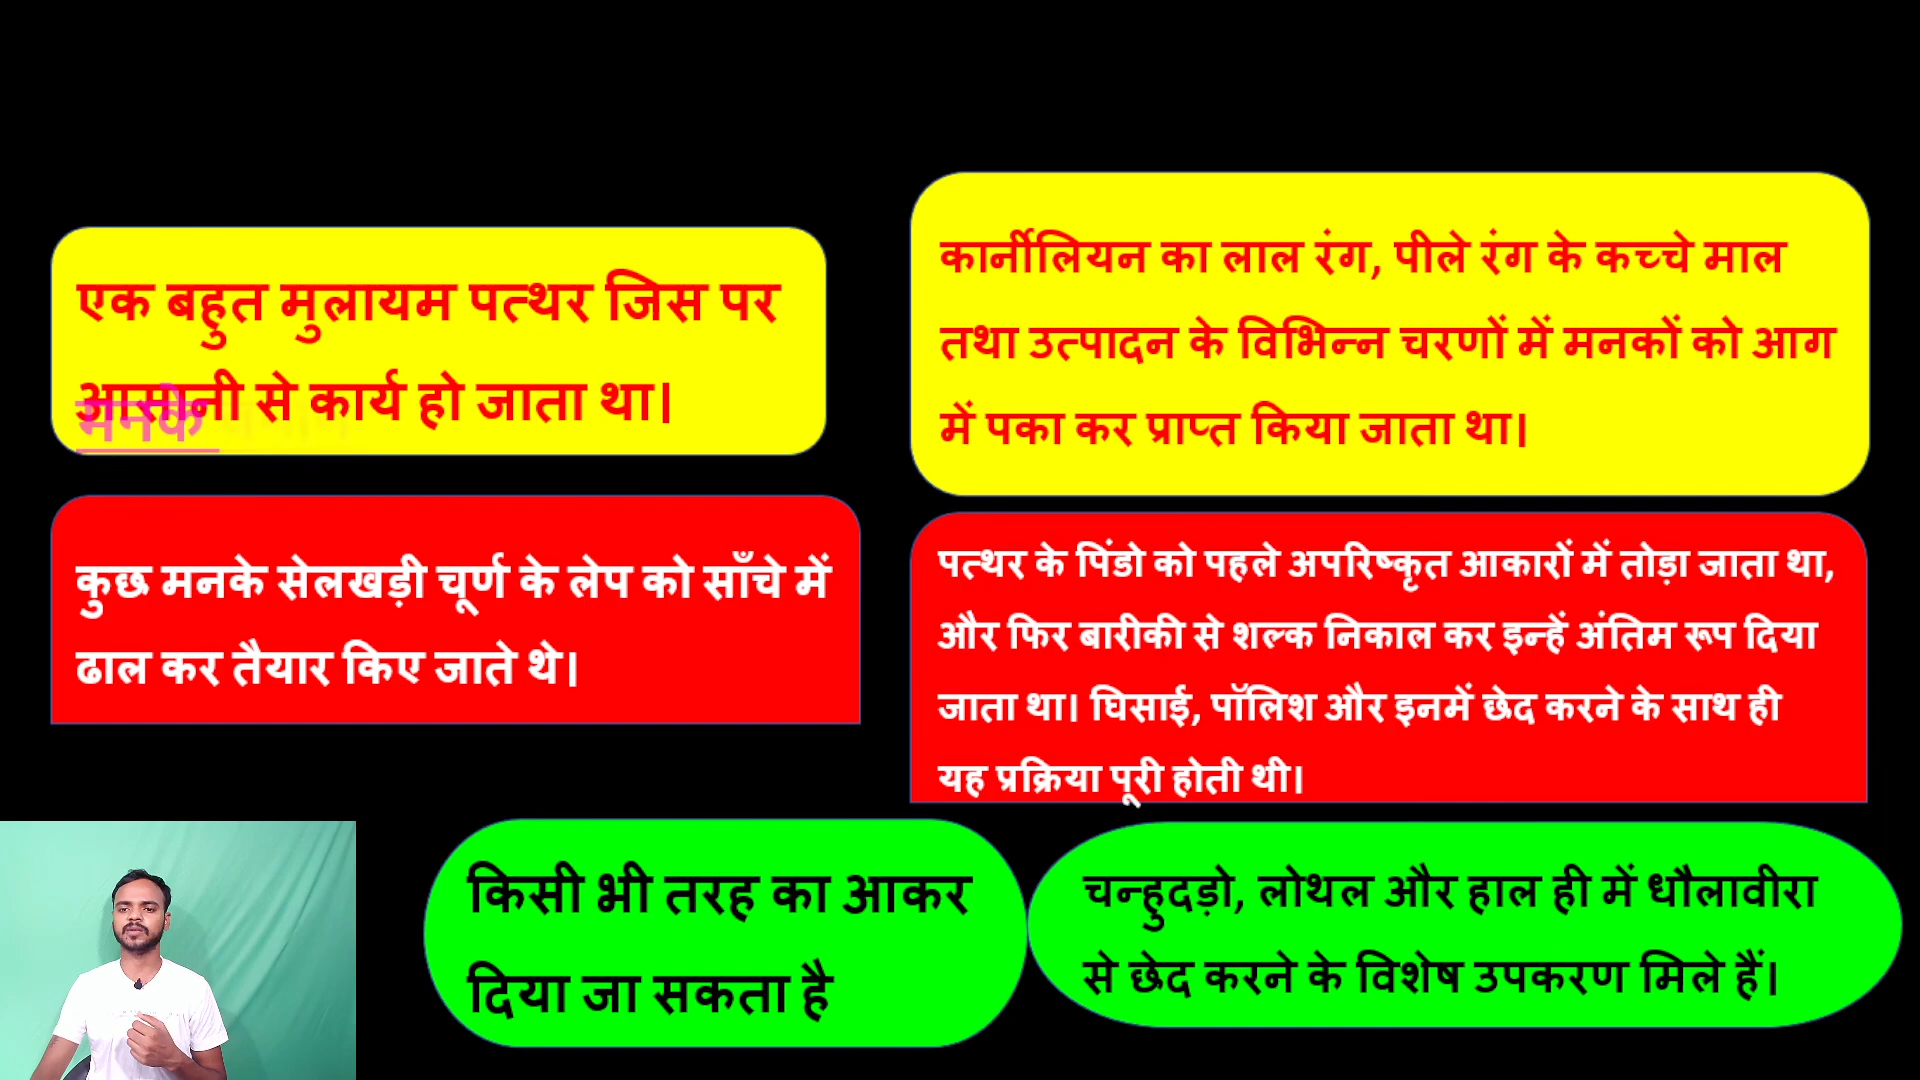 एक बहुत मुलायम पत्थर जिस पर
आसानी से कार्य हो जाता था।
मनके
कार्नीलियन का लाल रंग, पीले रंग के कच्चे माल
तथा उत्पादन के विभिन्न चरणों में मनकों को आग
में पका कर प्राप्त किया जाता था।
कुछ मनके सेलखड़ी चूर्ण के लेप को साँचे में
ढाल कर तैयार किए जाते थे।
पत्थर के पिंडो को पहले अपरिष्कृत आकारों में तोड़ा जाता था,
और फिर बारीकी से शल्क निकाल कर इन्हें अंतिम रूप दिया
जाता था। घिसाई, पॉलिश और इनमें छेद करने के साथ ही
यह प्रक्रिया पूरी होती थी।
किसी भी तरह का आकर
दिया जा सकता है
चन्हुदड़ो, लोथल और हाल ही में धौलावीरा
से छेद करने के विशेष उपकरण मिले हैं।